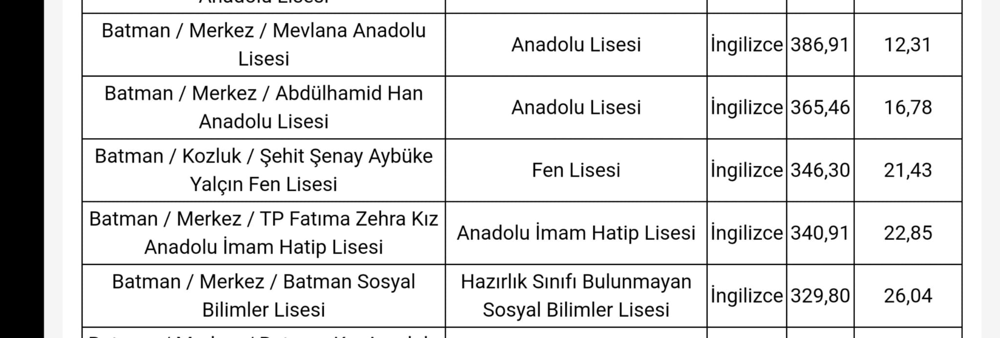 Anadolu Lisesi
Batman / Merkez / Mevlana Anadolu
Lisesi
Anadolu Lisesi
İngilizce
386,91
12,31
Batman / Merkez / Abdülhamid Han
Anadolu Lisesi
Anadolu Lisesi
İngilizce
365,46
16,78
Batman / Kozluk / Şehit Şenay Aybüke
Yalçın Fen Lisesi
Fen Lisesi
İngilizce
346,30
21,43
Batman / Merkez / TP Fatıma Zehra Kız
Anadolu İmam Hatip Lisesi
Anadolu İmam Hatip Lisesi
İngilizce
340,91
22,85
Batman / Merkez / Batman Sosyal
Bilimler Lisesi
Hazırlık Sınıfı Bulunmayan
Sosyal Bilimler Lisesi
İngilizce
329,80
26,04